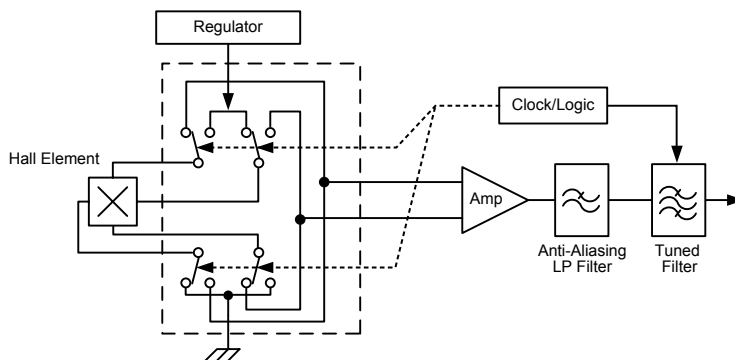 Regulator
Clock/Logic
Hall Element
Amp
Anti-Aliasing
LP Filter
Tuned
Filter